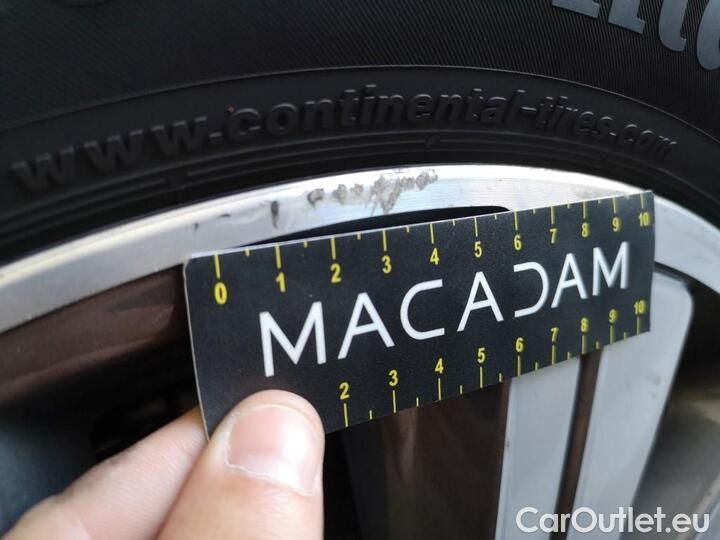 www.continental-tires.com
0 1 2 3 4 5 6 7 8 9 10
MACADAM
2 3 4 5 6 7 8 9 10
CarOutlet.eu